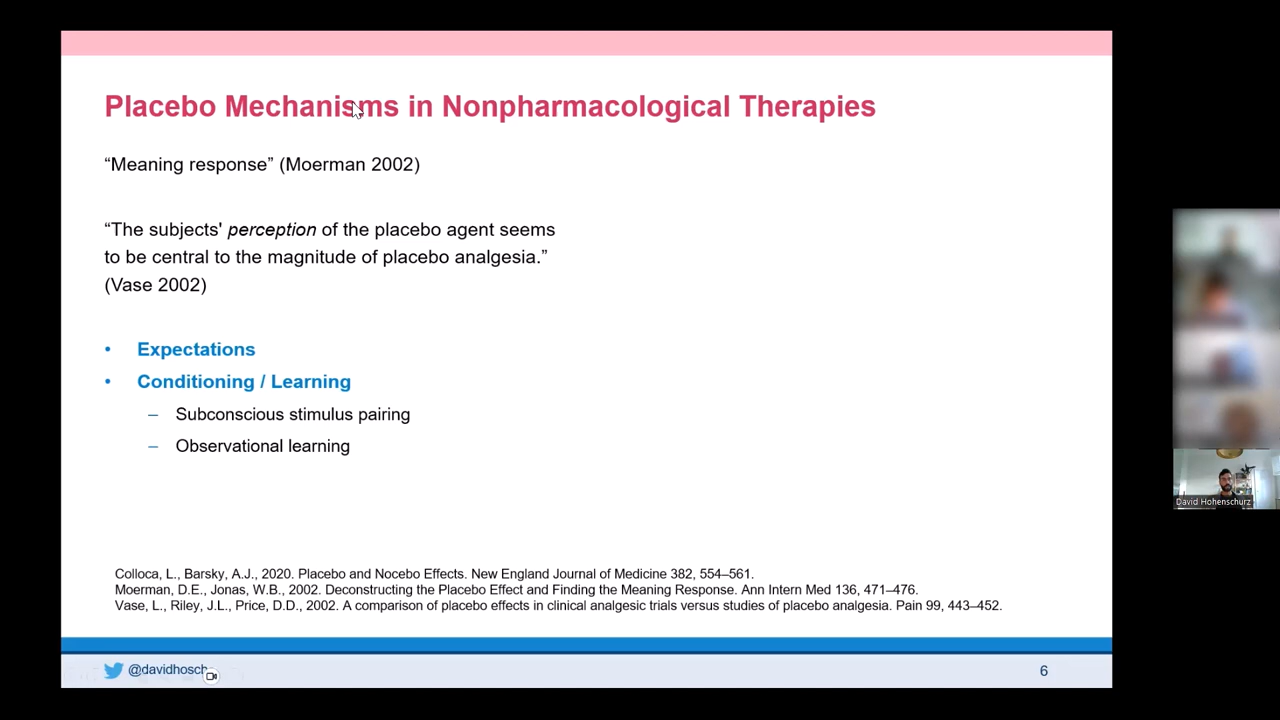 Placebo Mechanisms in Nonpharmacological Therapies
“Meaning response” (Moerman 2002)
“The subjects' perception of the placebo agent seems
to be central to the magnitude of placebo analgesia.”
(Vase 2002)
• Expectations
• Conditioning / Learning
– Subconscious stimulus pairing
– Observational learning
Colloca, L., Barsky, A.J., 2020. Placebo and Nocebo Effects. New England Journal of Medicine 382, 554–561.
Moerman, D.E., Jonas, W.B., 2002. Deconstructing the Placebo Effect and Finding the Meaning Response. Ann Intern Med 136, 471–476.
Vase, L., Riley, J.L., Price, D.D., 2002. A comparison of placebo effects in clinical analgesic trials versus studies of placebo analgesia. Pain 99, 443–452.
@davidhosch
6
David Hohenschurz